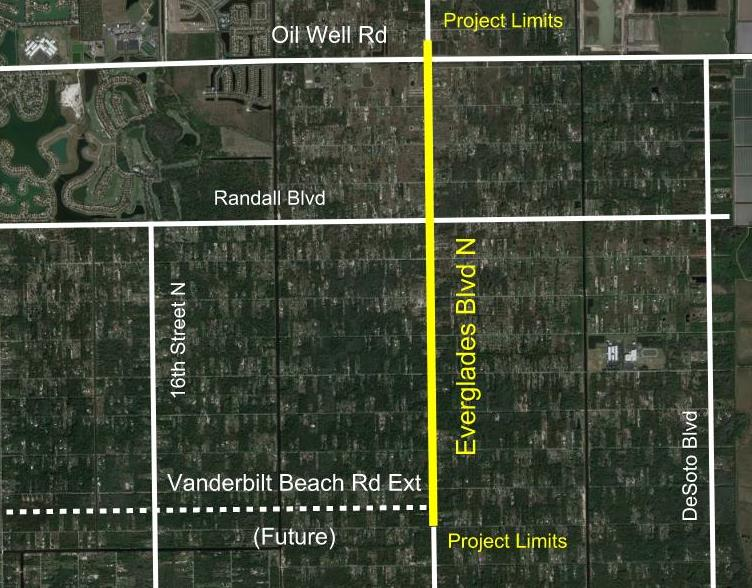 Project Limits
Oil Well Rd
Randall Blvd
Everglades Blvd N
16th Street N
DeSoto Blvd
Vanderbilt Beach Rd Ext
(Future)
Project Limits